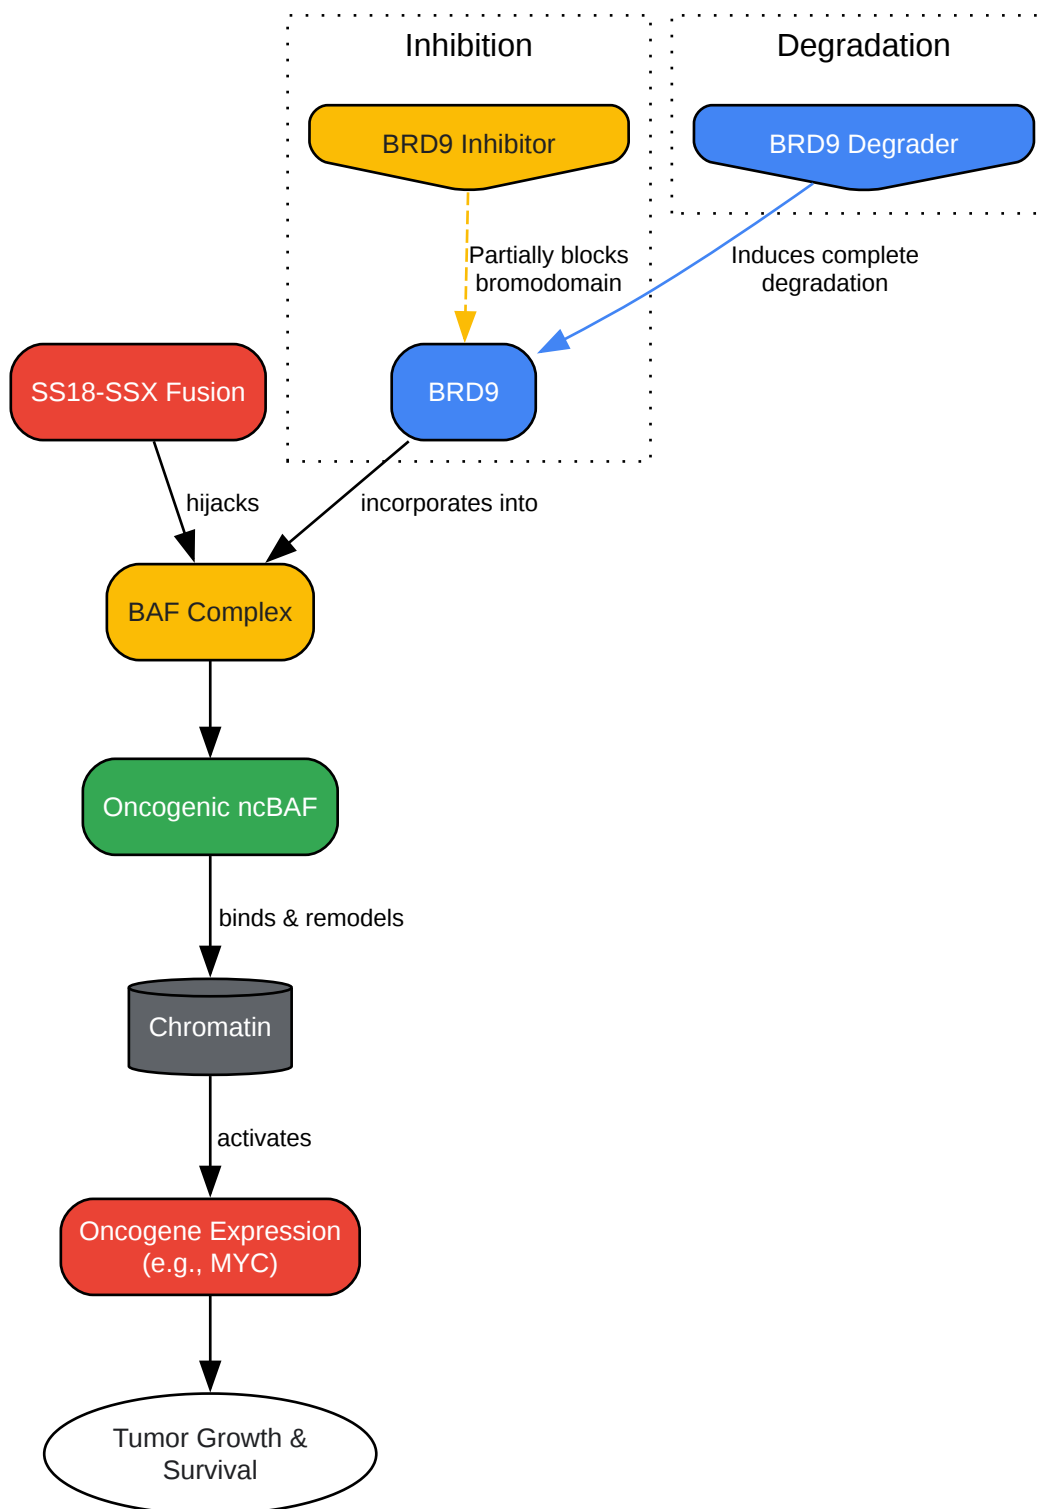 Inhibition
Degradation
BRD9 Inhibitor
BRD9 Degrader
Partially blocks
bromodomain
Induces complete
degradation
SS18-SSX Fusion
BRD9
hijacks
incorporates into
BAF Complex
Oncogenic ncBAF
binds & remodels
Chromatin
activates
Oncogene Expression
(e.g., MYC)
Tumor Growth &
Survival